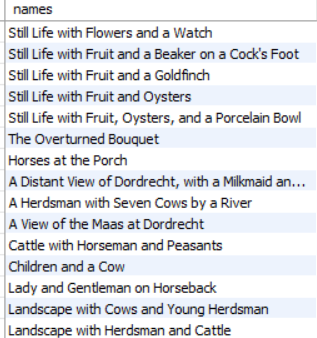 names
Still Life with Flowers and a Watch
Still Life with Fruit and a Beaker on a Cock's Foot
Still Life with Fruit and a Goldfinch
Still Life with Fruit and Oysters
Still Life with Fruit, Oysters, and a Porcelain Bowl
The Overturned Bouquet
Horses at the Porch
A Distant View of Dordrecht, with a Milkmaid an...
A Herdsman with Seven Cows by a River
A View of the Maas at Dordrecht
Cattle with Horseman and Peasants
Children and a Cow
Lady and Gentleman on Horseback
Landscape with Cows and Young Herdsman
Landscape with Herdsman and Cattle